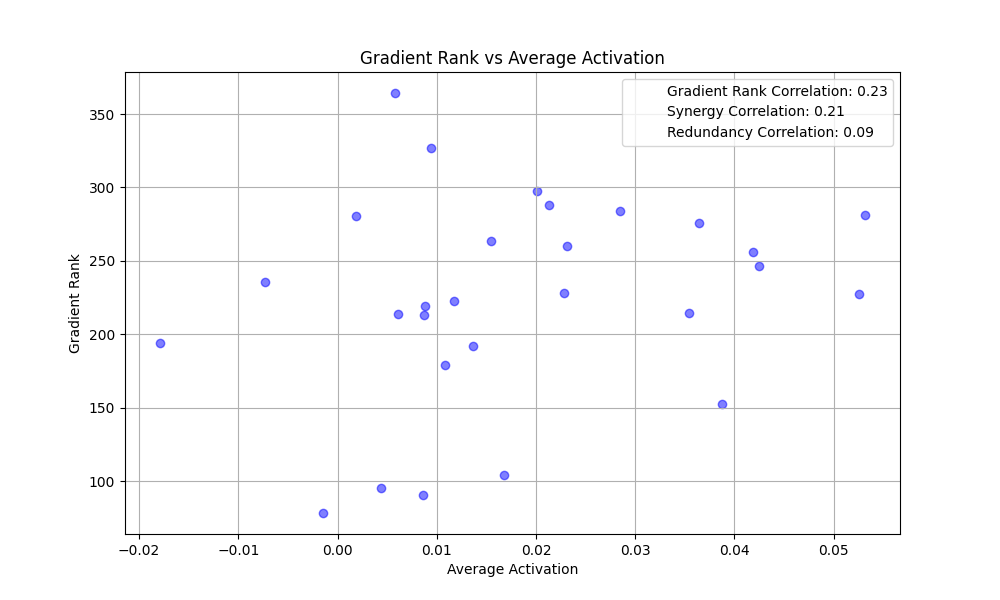 Gradient Rank vs Average Activation
Gradient Rank Correlation: 0.23
Synergy Correlation: 0.21
Redundancy Correlation: 0.09
Gradient Rank
350
300
250
200
150
100
−0.02 −0.01 0.00 0.01 0.02 0.03 0.04 0.05
Average Activation